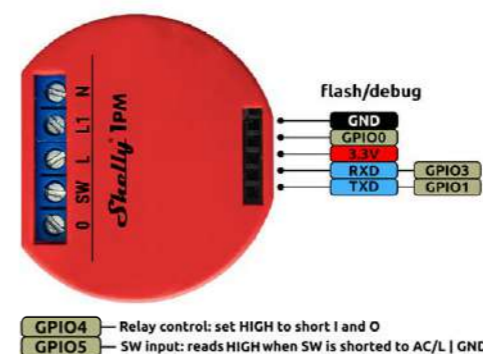 N
L1
L
SW
O
Shelly 1PM
flash/debug
GND
GPIO0
3.3V
RXD GPIO3
TXD GPIO1
GPIO4 Relay control: set HIGH to short I and O
GPIO5 SW input: reads HIGH when SW is shorted to AC/L | GND